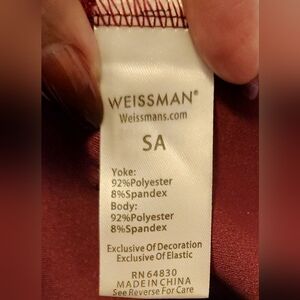 WEISSMAN®
Weissmans.com
SA
Yoke:
92%Polyester
8%Spandex
Body:
92%Polyester
8%Spandex
Exclusive Of Decoration
Exclusive Of Elastic
RN 64830
MADE IN CHINA
See Reverse For Care